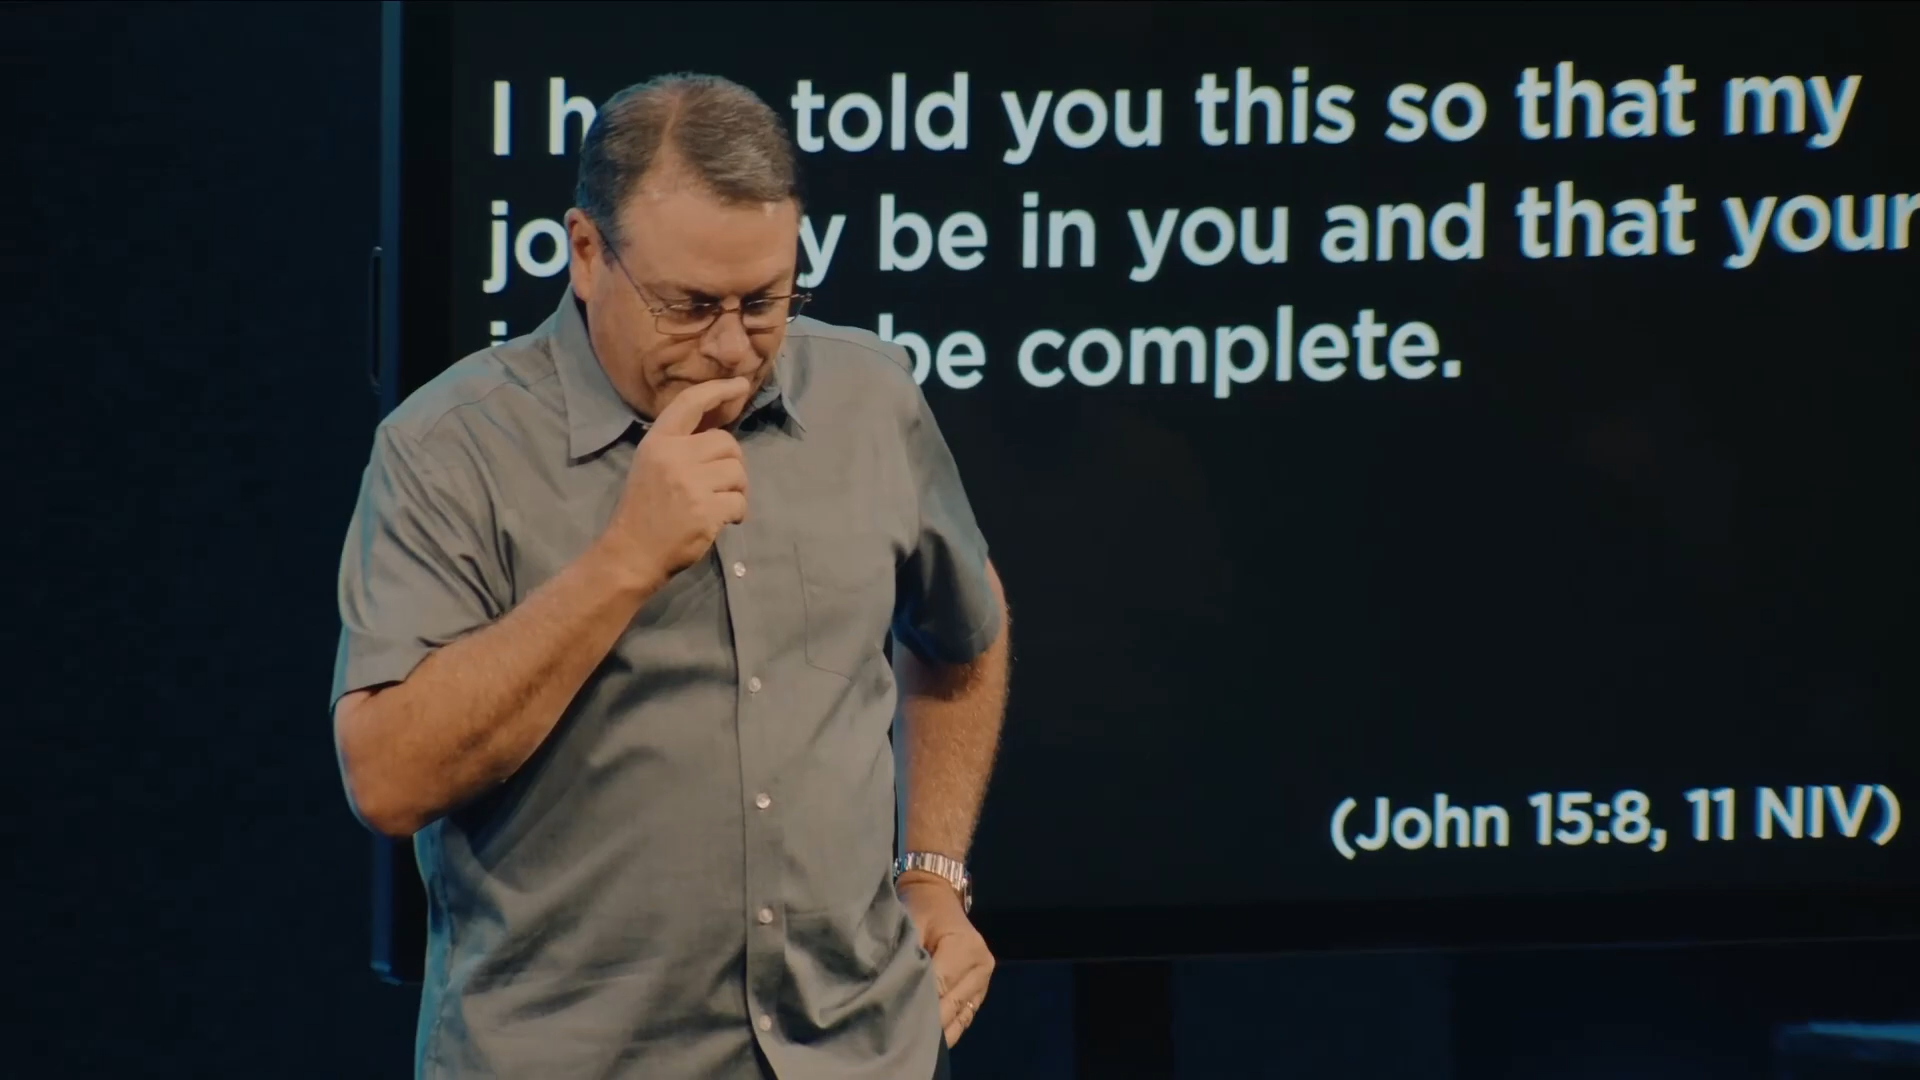 I told you this so that my
be in you and that your
be complete.
(John 15:8, 11 NIV)